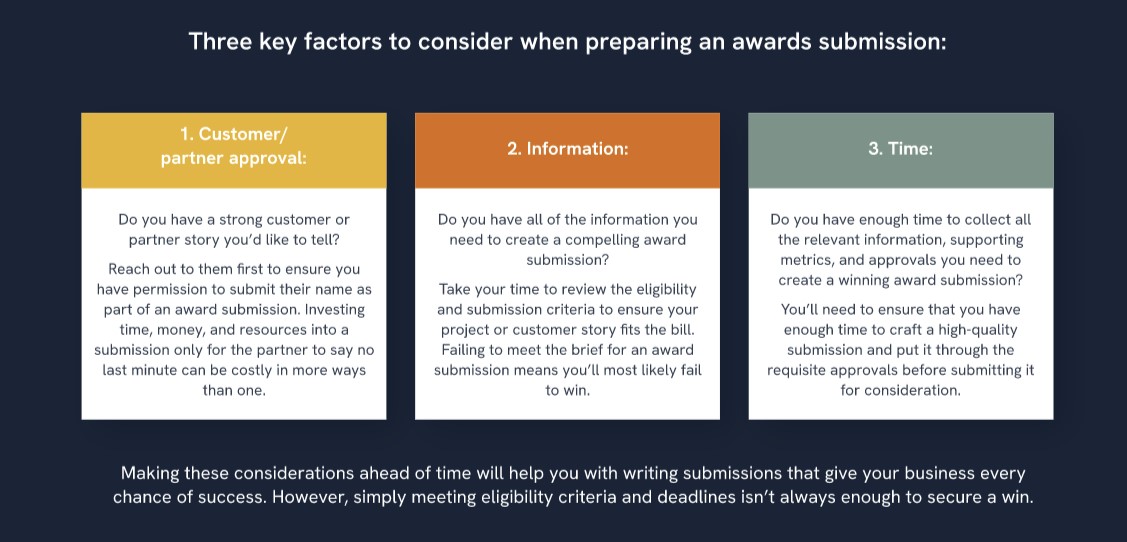 Three key factors to consider when preparing an awards submission:
1. Customer/
partner approval:
Do you have a strong customer or
partner story you’d like to tell?
Reach out to them first to ensure you
have permission to submit their name as
part of an award submission. Investing
time, money, and resources into a
submission only for the partner to say no
last minute can be costly in more ways
than one.
2. Information:
Do you have all of the information you
need to create a compelling award
submission?
Take your time to review the eligibility
and submission criteria to ensure your
project or customer story fits the bill.
Failing to meet the brief for an award
submission means you’ll most likely fail
to win.
3. Time:
Do you have enough time to collect all
the relevant information, supporting
metrics, and approvals you need to
create a winning award submission?
You’ll need to ensure that you have
enough time to craft a high-quality
submission and put it through the
requisite approvals before submitting it
for consideration.
Making these considerations ahead of time will help you with writing submissions that give your business every
chance of success. However, simply meeting eligibility criteria and deadlines isn’t always enough to secure a win.